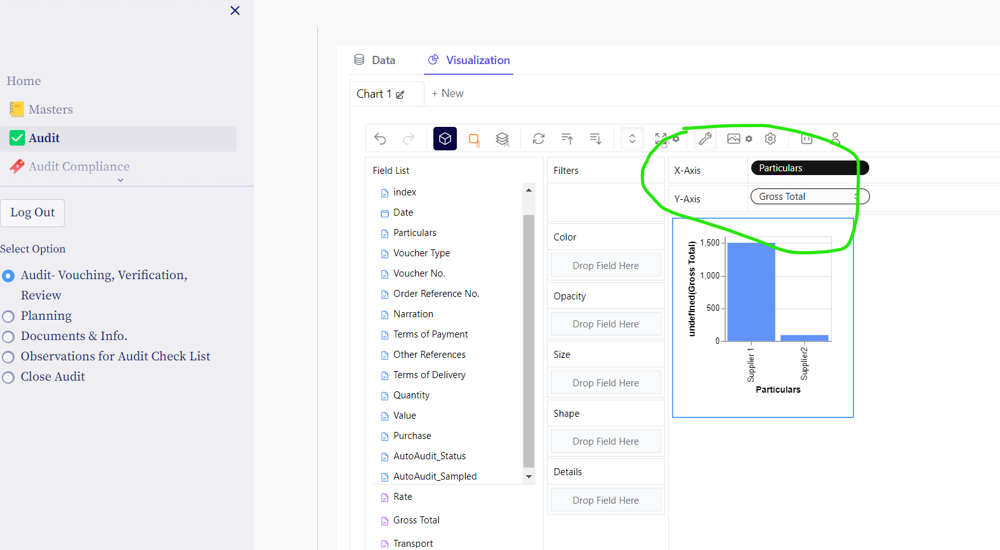 Home
Masters
Audit
Audit Compliance
Log Out
Select Option
Audit- Vouching, Verification,
Review
Planning
Documents & Info.
Observations for Audit Check List
Close Audit
Data
Visualization
Chart 1
+ New
Field List
index
Date
Particulars
Voucher Type
Voucher No.
Order Reference No.
Narration
Terms of Payment
Other References
Terms of Delivery
Quantity
Value
Purchase
AutoAudit_Status
AutoAudit_Sampled
Rate
Gross Total
Transport
Filters
Color
Drop Field Here
Opacity
Drop Field Here
Size
Drop Field Here
Shape
Drop Field Here
Details
Drop Field Here
X-Axis
Particulars
Y-Axis
Gross Total
undefined(Gross Total)
1,500
1,000
500
0
Supplier 1
Supplier2
Particulars